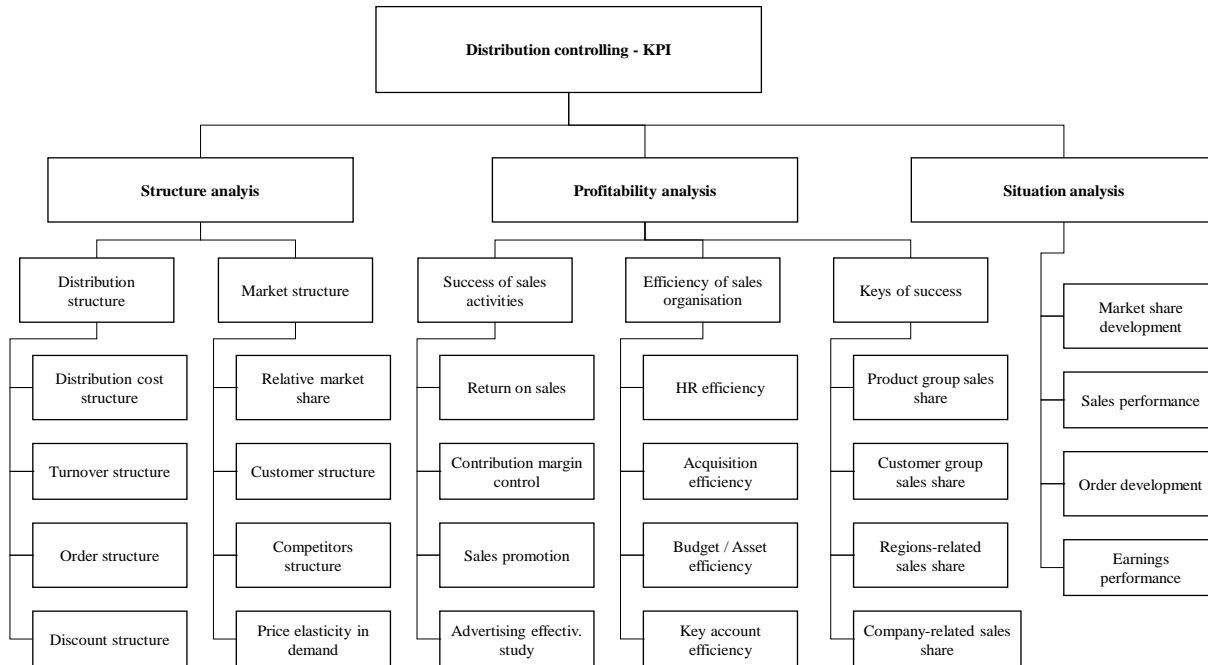 Distribution controlling - KPI
Structure analyis
Profitability analysis
Situation analysis
Distribution
structure
Market structure
Success of sales
activities
Efficiency of sales
organisation
Keys of success
Market share
development
Distribution cost
structure
Relative market
share
Return on sales
HR efficiency
Product group sales
share
Sales performance
Turnover structure
Customer structure
Contribution margin
control
Acquisition
efficiency
Customer group
sales share
Order development
Order structure
Competitors
structure
Sales promotion
Budget / Asset
efficiency
Regions-related
sales share
Earnings
performance
Discount structure
Price elasticity in
demand
Advertising effectiv.
study
Key account
efficiency
Company-related sales
share